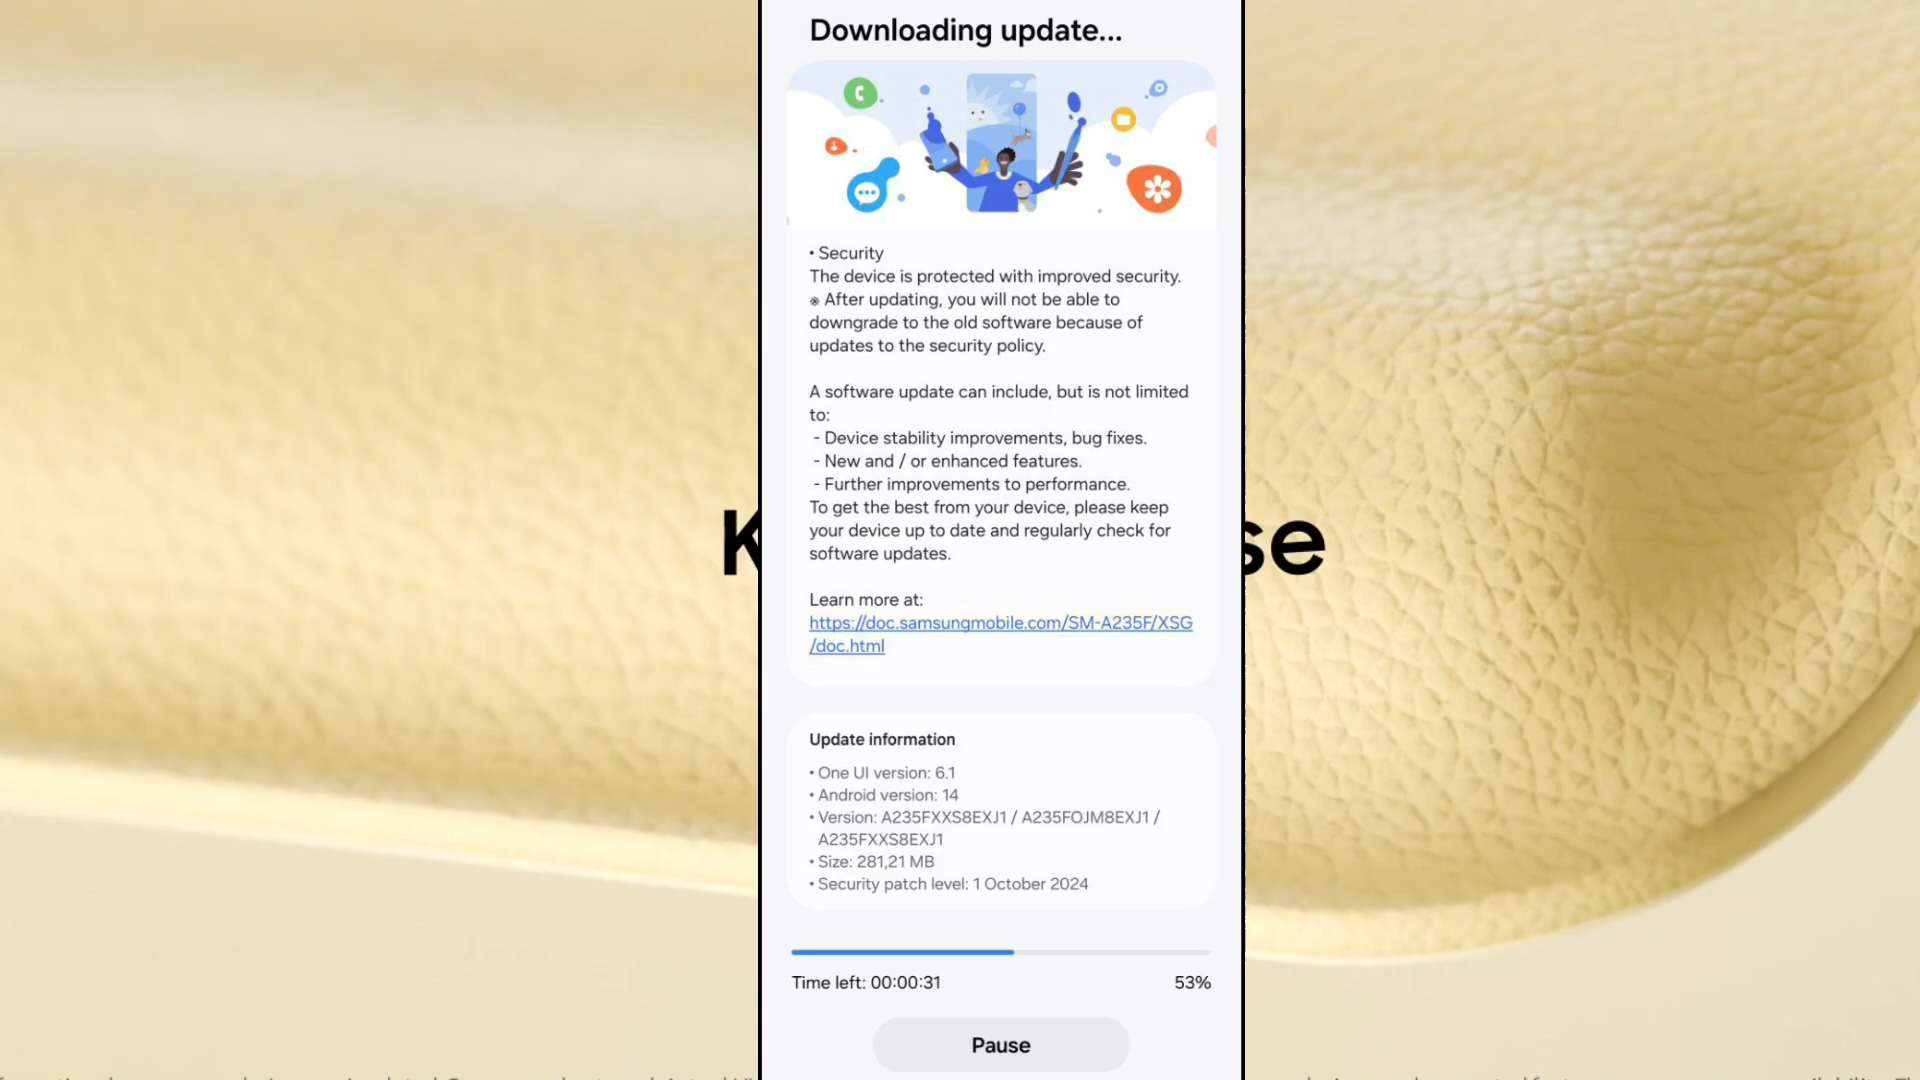 Downloading update...
• Security
The device is protected with improved security.
※ After updating, you will not be able to
downgrade to the old software because of
updates to the security policy.
A software update can include, but is not limited
to:
- Device stability improvements, bug fixes.
- New and / or enhanced features.
- Further improvements to performance.
To get the best from your device, please keep
your device up to date and regularly check for
software updates.
Learn more at:
https://doc.samsungmobile.com/SM-A235F/XSG
/doc.html
Update information
• One UI version: 6.1
• Android version: 14
• Version: A235FXXS8EXJ1 / A235FOJM8EXJ1 /
A235FXXS8EXJ1
• Size: 281,21 MB
• Security patch level: 1 October 2024
Time left: 00:00:31 53%
Pause